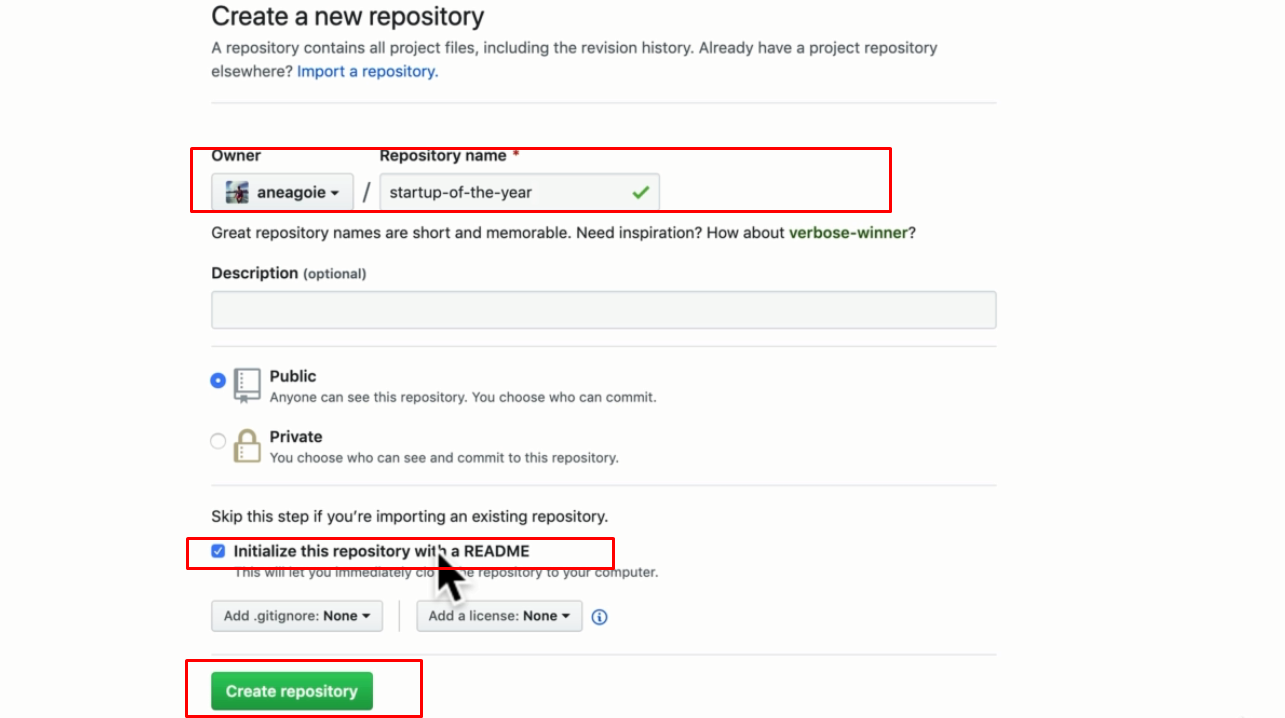 Create a new repository
A repository contains all project files, including the revision history. Already have a project repository
elsewhere? Import a repository.
Owner
Repository name *
aneagoie / startup-of-the-year
Great repository names are short and memorable. Need inspiration? How about verbose-winner?
Description (optional)
Public
Anyone can see this repository. You choose who can commit.
Private
You choose who can see and commit to this repository.
Skip this step if you're importing an existing repository.
Initialize this repository with a README
This will let you immediately clone the repository to your computer.
Add .gitignore: None
Add a license: None
Create repository